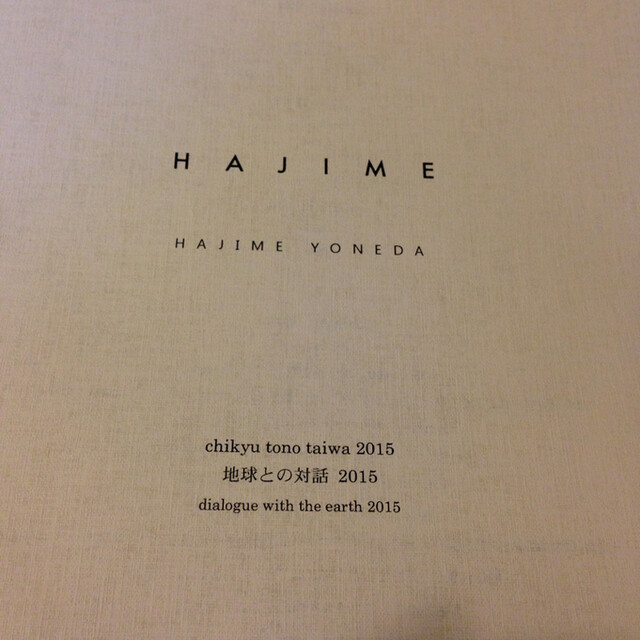 HAJIME
HAJIME YONEDA
chikyu tono taiwa 2015
地球との対話 2015
dialogue with the earth 2015